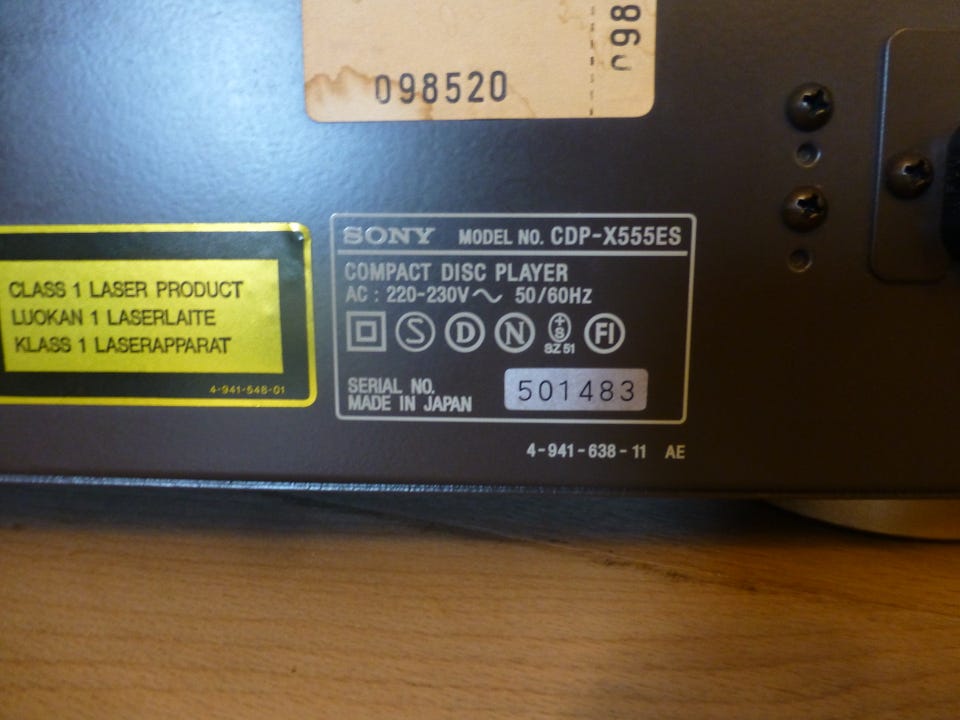 098520
098
SONY MODEL NO. CDP-X555ES
COMPACT DISC PLAYER
AC : 220-230V～ 50/60Hz
S D N +S FI
SZ 51
SERIAL NO. 501483
MADE IN JAPAN
4-941-638-11 AE
CLASS 1 LASER PRODUCT
LUOKAN 1 LASERLAITE
KLASS 1 LASERAPPARAT
4-941-548-01